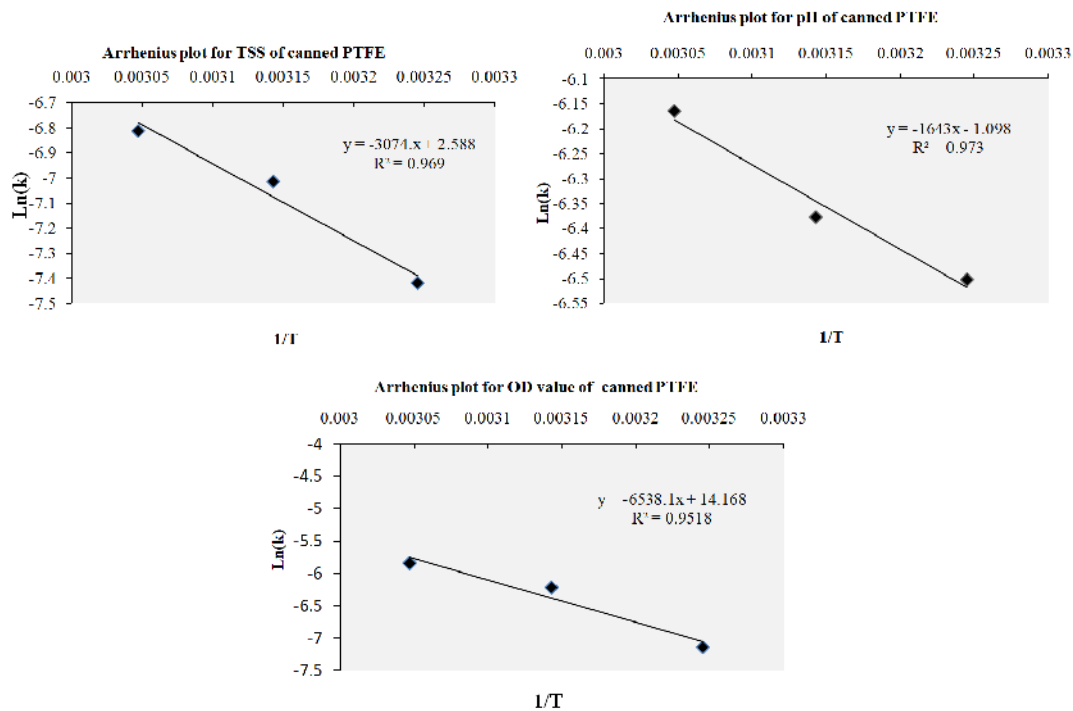 Arrhenius plot for TSS of canned PTFE
0.003 0.00305 0.0031 0.00315 0.0032 0.00325 0.0033
-6.7
-6.8
-6.9
-7
-7.1
-7.2
-7.3
-7.4
-7.5
Ln(k)
y = -3074.x + 2.588
R² = 0.969
1/T
Arrhenius plot for pH of canned PTFE
0.003 0.00305 0.0031 0.00315 0.0032 0.00325 0.0033
-6.1
-6.15
-6.2
-6.25
-6.3
-6.35
-6.4
-6.45
-6.5
-6.55
Ln(k)
y = -1643x - 1.098
R² 0.973
1/T
Arrhenius plot for OD value of canned PTFE
0.003 0.00305 0.0031 0.00315 0.0032 0.00325 0.0033
-4
-4.5
-5
-5.5
-6
-6.5
-7
-7.5
Ln(k)
y -6538.1x + 14.168
R² = 0.9518
1/T